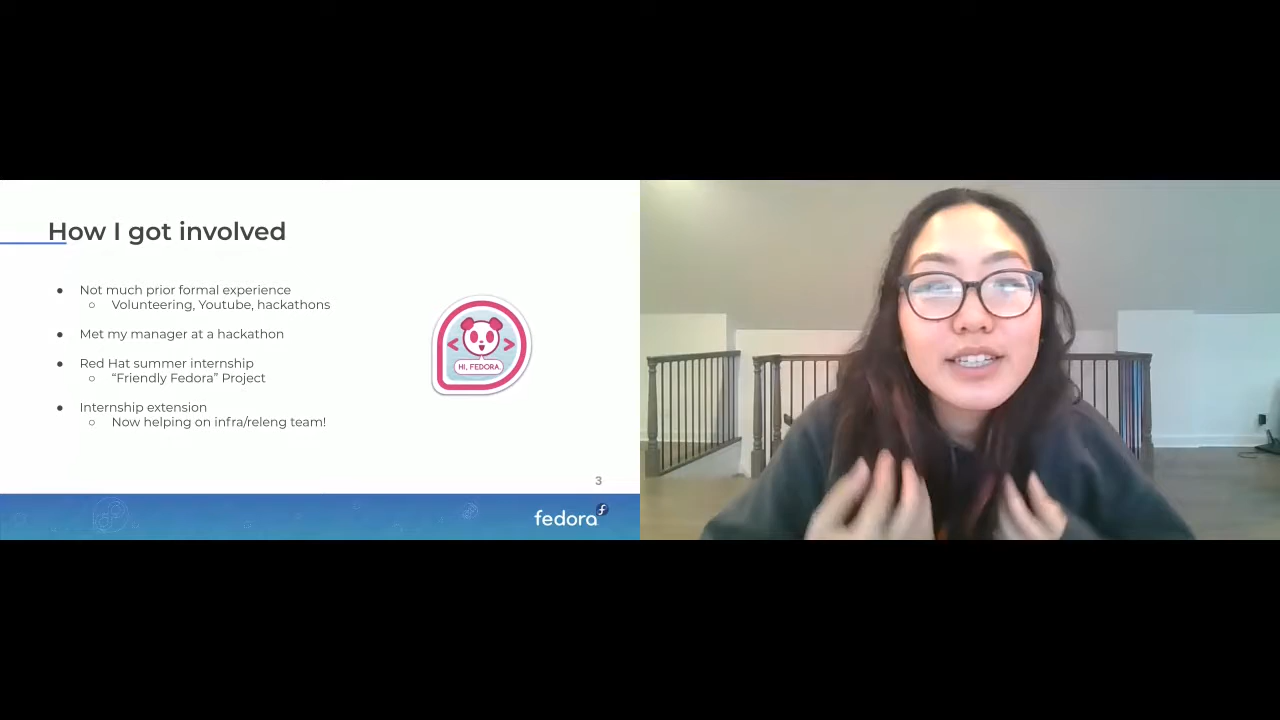 How I got involved
● Not much prior formal experience
○ Volunteering, Youtube, hackathons
● Met my manager at a hackathon
● Red Hat summer internship
○ “Friendly Fedora” Project
● Internship extension
○ Now helping on infra/releng team!
< >
HI, FEDORA.
3
fedora